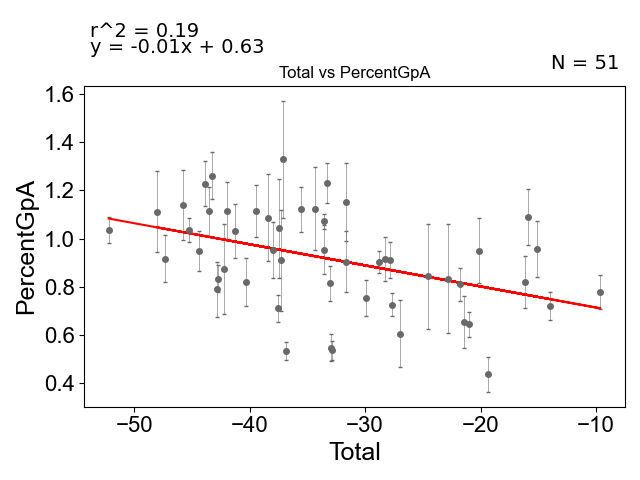 r^2 = 0.19
y = -0.01x + 0.63
N = 51
Total vs PercentGpA
PercentGpA
1.6
1.4
1.2
1.0
0.8
0.6
0.4
−50
−40
−30
−20
−10
Total